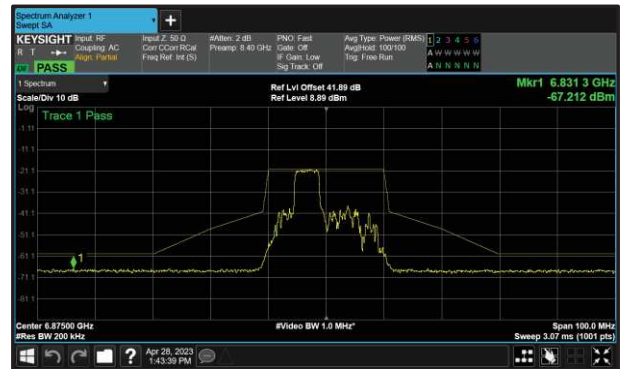 Spectrum Analyzer 1
Swept SA
+
KEYSIGHT Input: RF Input Z: 50 Ω #Atten: 2 dB PNO: Fast Avg Type: Power (RMS) 1 2 3 4 5 6
R T Coupling: AC Corr CCorr RCal Preamp: 8.40 GHz Gate: Off Avg|Hold: 100/100 A W W W W W
Align: Partial Freq Ref: Int (S) IF Gain: Low Trig: Free Run
PASS Sig Track: Off A N N N N N
1 Spectrum
Ref Lvl Offset 41.89 dB Mkr1 6.831 3 GHz
Scale/Div 10 dB Ref Level 8.89 dBm -67.212 dBm
Log
Trace 1 Pass
-1.11
-11.1
-21.1
-31.1
-41.1
-51.1
-61.1
1
-71.1
-81.1
Center 6.87500 GHz #Video BW 1.0 MHz* Span 100.0 MHz
#Res BW 200 kHz Sweep 3.07 ms (1001 pts)
? Apr 28, 2023
1:43:39 PM